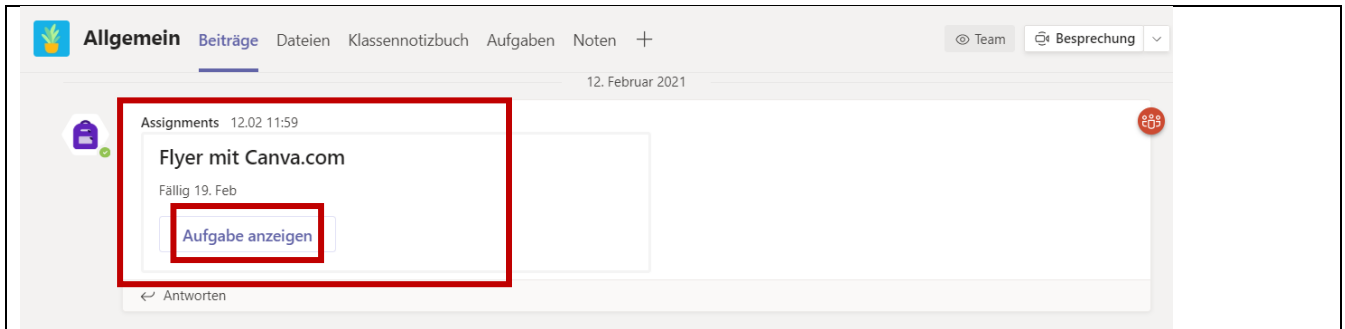 Allgemein Beiträge Dateien Klassennotizbuch Aufgaben Noten Team Besprechung
12. Februar 2021
Assignments 12.02 11:59
Flyer mit Canva.com
Fällig 19. Feb
Aufgabe anzeigen
Antworten